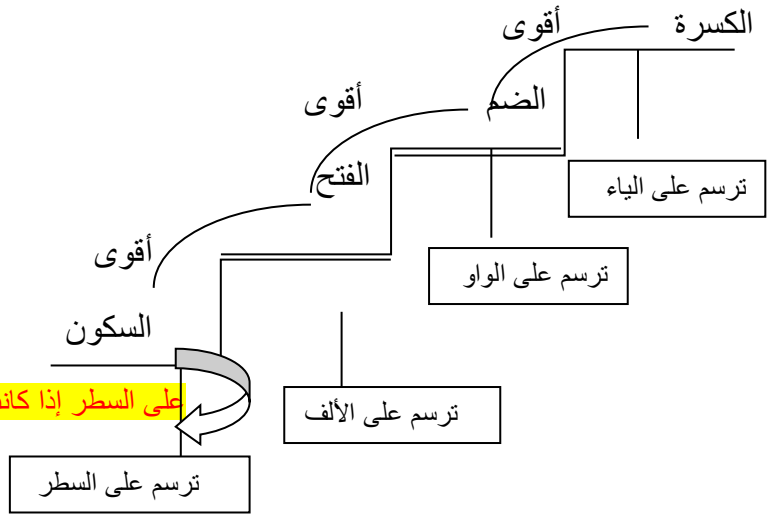 الكسرة
أقوى
الضم
أقوى
ترسم على الياء
الفتح
أقوى
ترسم على الواو
السكون
على السطر إذا
ترسم على الألف
ترسم على السطر